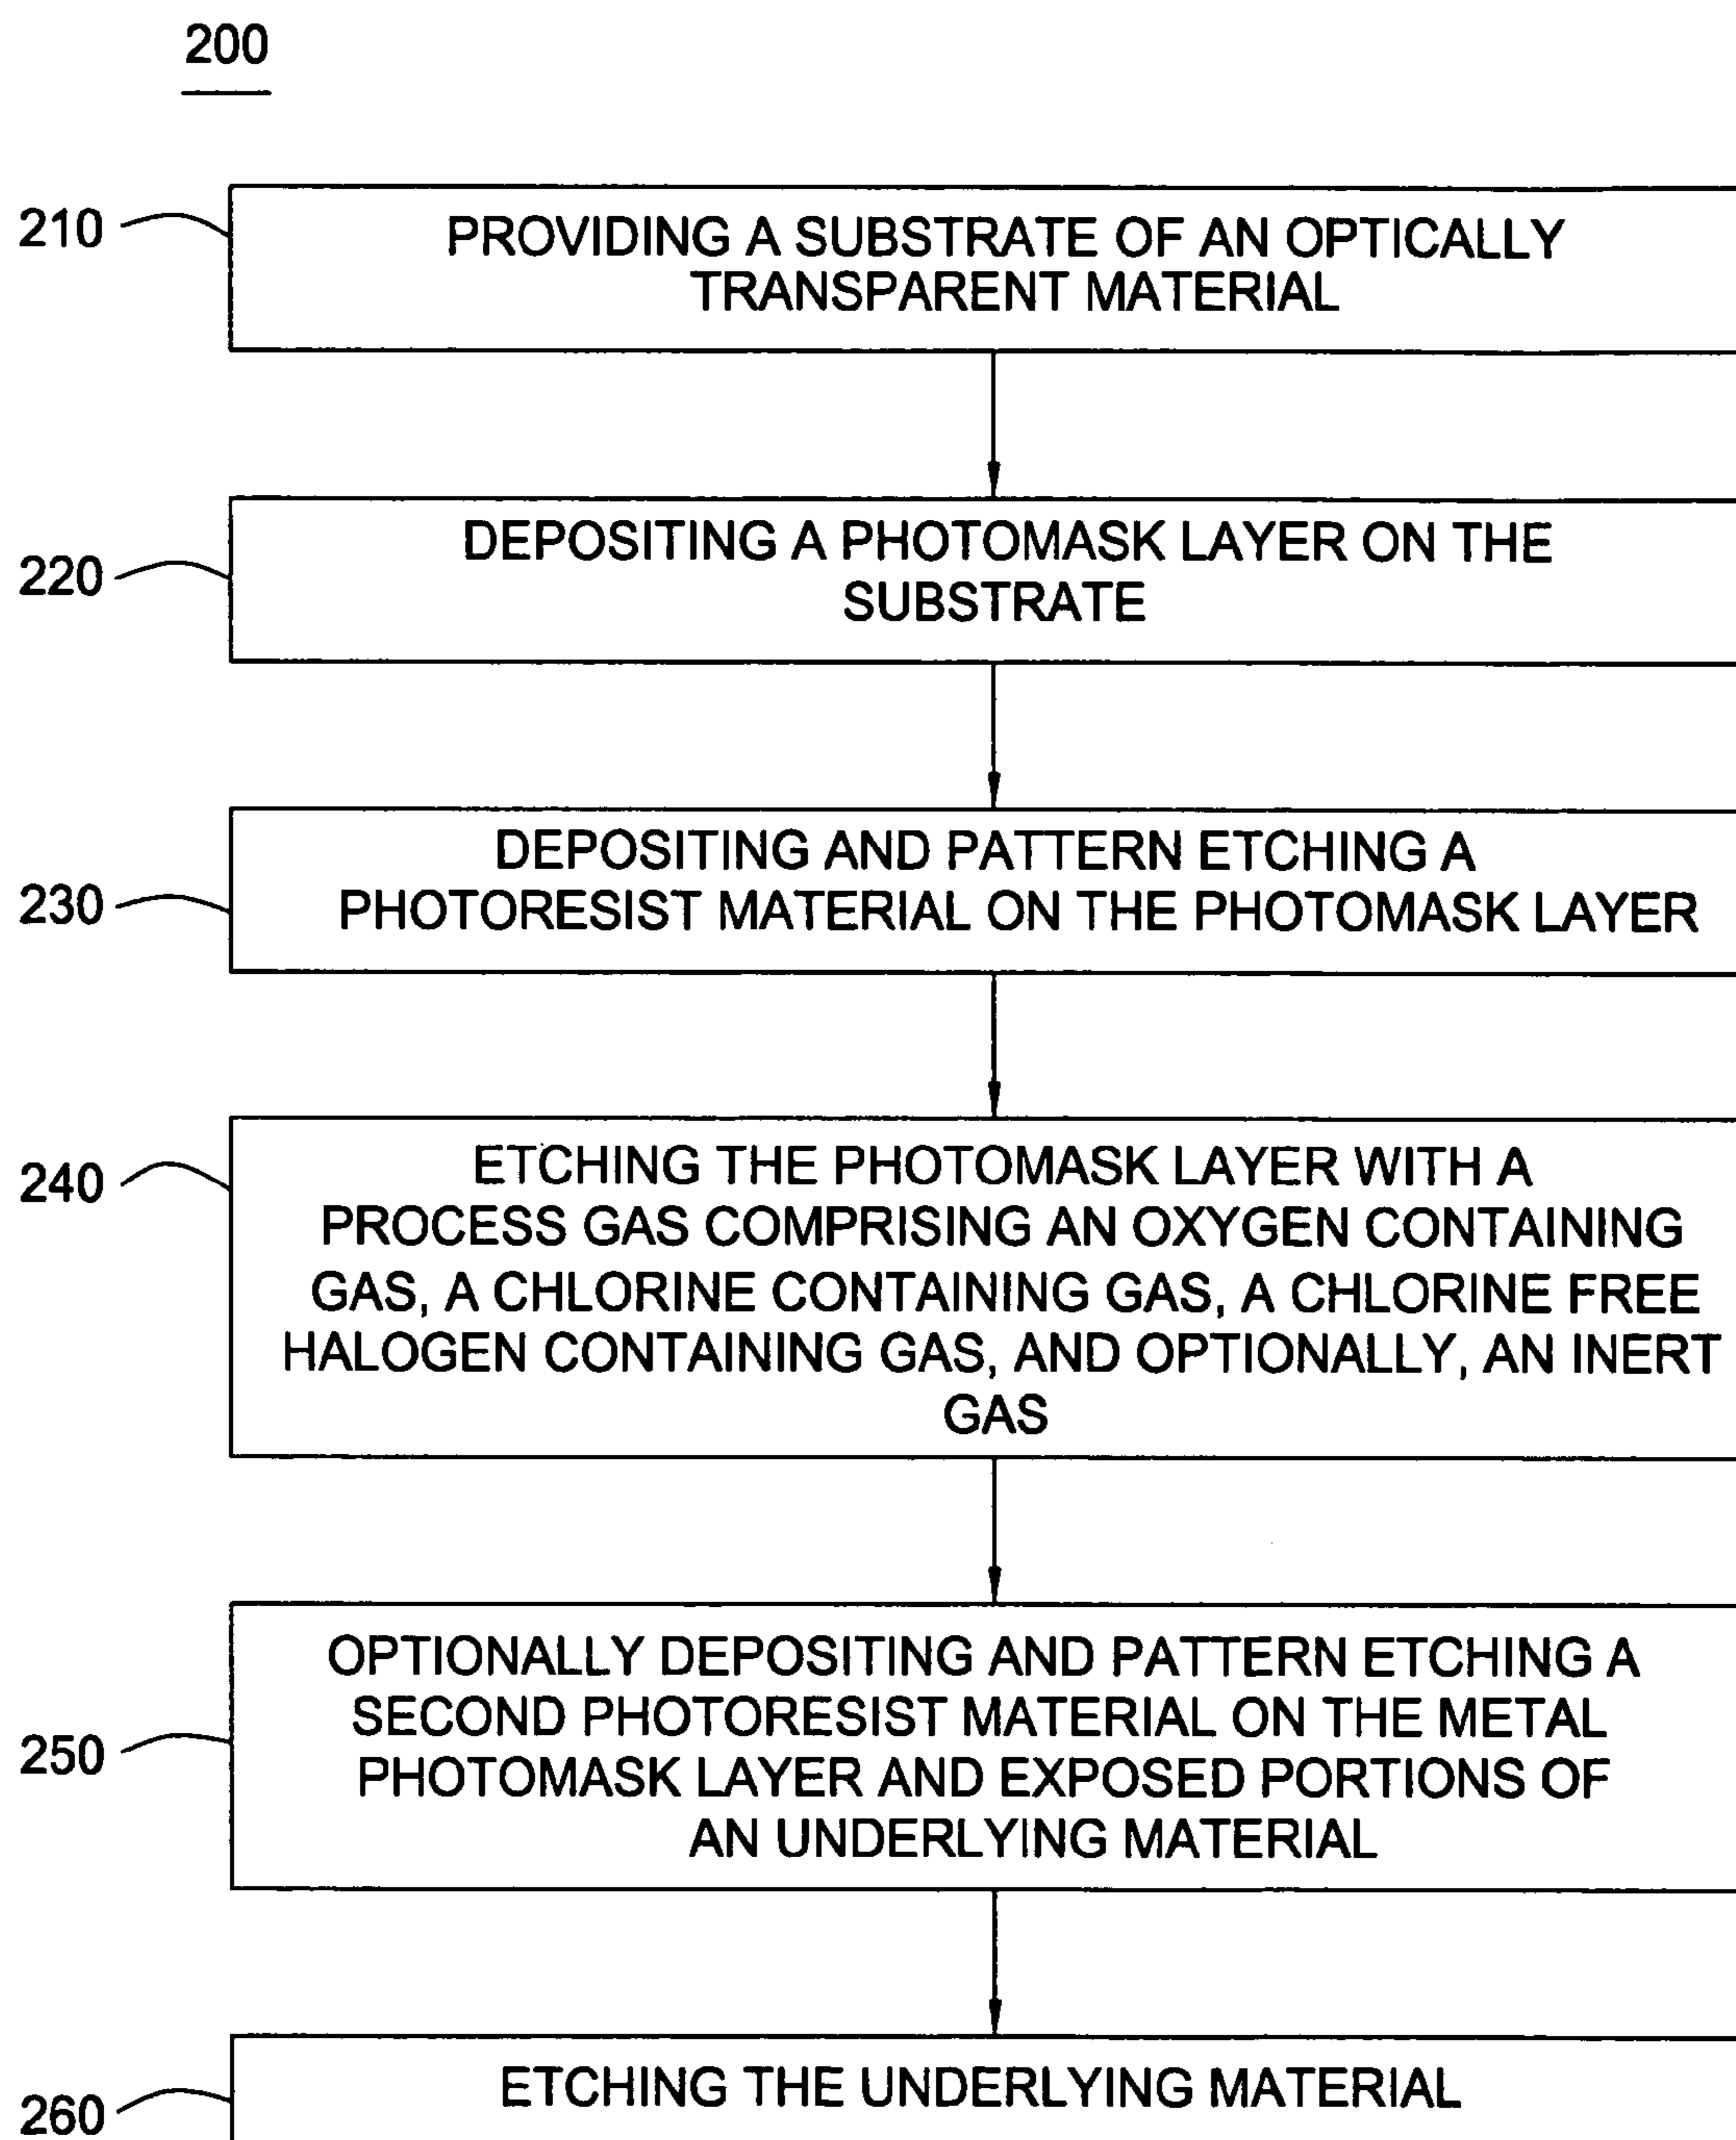 200
210
PROVIDING A SUBSTRATE OF AN OPTICALLY
TRANSPARENT MATERIAL
220
DEPOSITING A PHOTOMASK LAYER ON THE
SUBSTRATE
230
DEPOSITING AND PATTERN ETCHING A
PHOTORESIST MATERIAL ON THE PHOTOMASK LAYER
240
ETCHING THE PHOTOMASK LAYER WITH A
PROCESS GAS COMPRISING AN OXYGEN CONTAINING
GAS, A CHLORINE CONTAINING GAS, A CHLORINE FREE
HALOGEN CONTAINING GAS, AND OPTIONALLY, AN INERT
GAS
250
OPTIONALLY DEPOSITING AND PATTERN ETCHING A
SECOND PHOTORESIST MATERIAL ON THE METAL
PHOTOMASK LAYER AND EXPOSED PORTIONS OF
AN UNDERLYING MATERIAL
260
ETCHING THE UNDERLYING MATERIAL